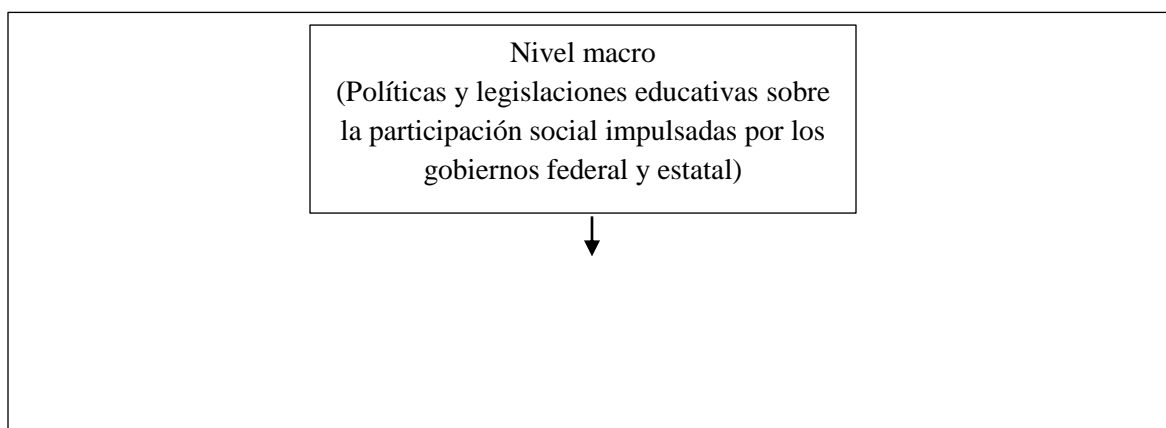 Nivel macro
(Políticas y legislaciones educativas sobre
la participación social impulsadas por los
gobiernos federal y estatal)